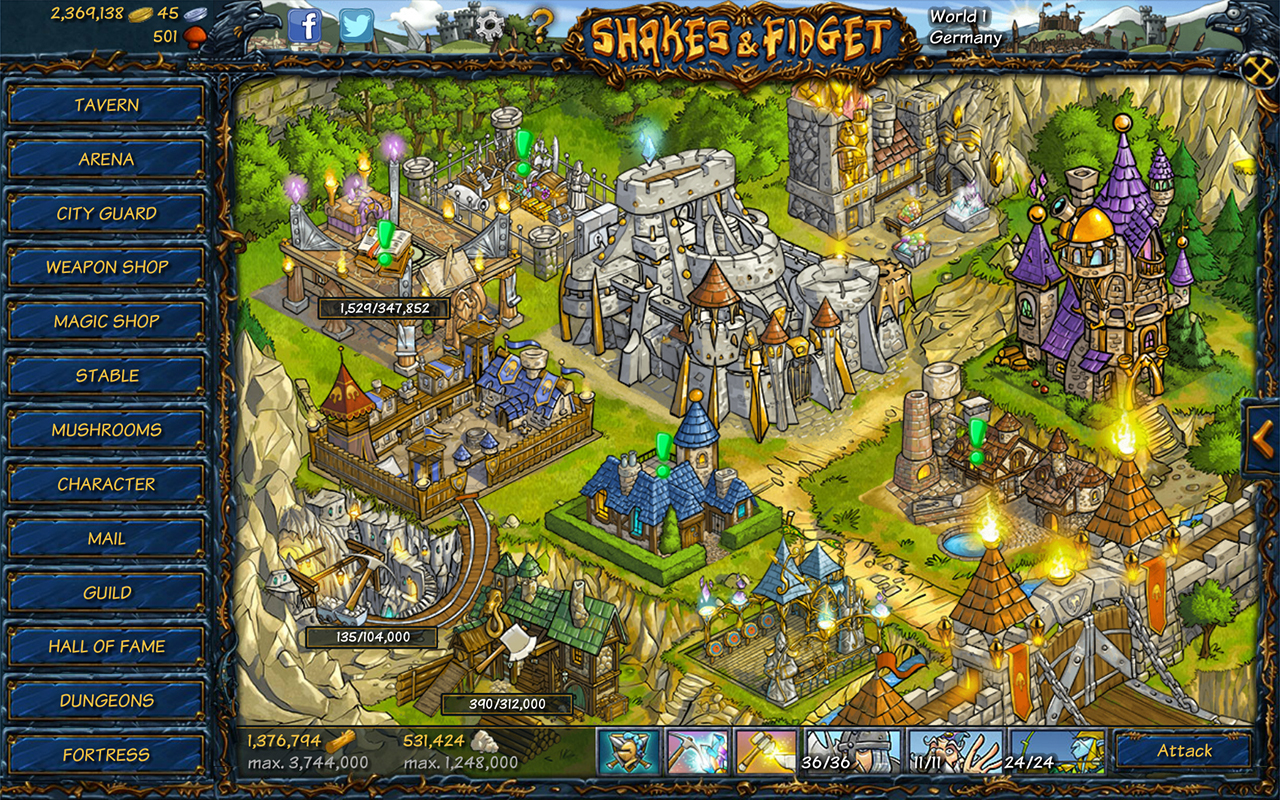 2,369,138 45
501
SHAKES & FIDGET
World 1
Germany
TAVERN
ARENA
CITY GUARD
WEAPON SHOP
MAGIC SHOP
STABLE
MUSHROOMS
CHARACTER
MAIL
GUILD
HALL OF FAME
DUNGEONS
FORTRESS
1,529/347,852
135/104,000
390/312,000
1,376,794 531,424
max. 3,744,000 max. 1,248,000
36/36 11/11 24/24
Attack